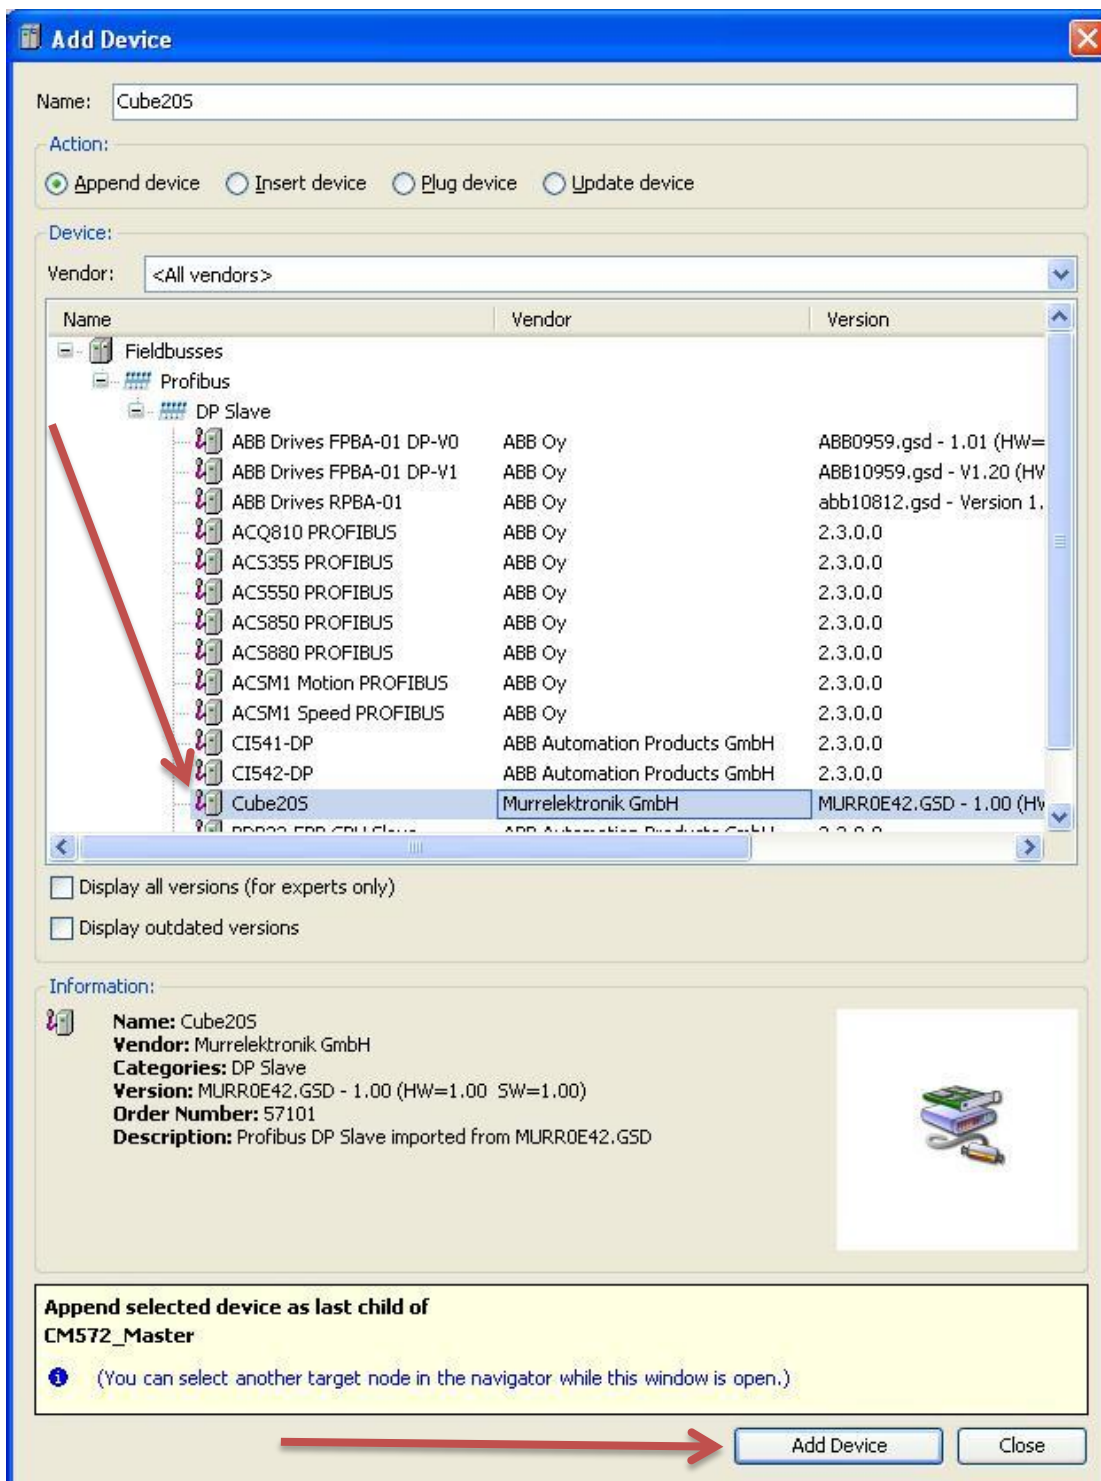 Add Device
Name: Cube20S
Action:
Append device Insert device Plug device Update device
Device:
Vendor: <All vendors>
Name Vendor Version
Fieldbusses
Profibus
DP Slave
ABB Drives FPBA-01 DP-V0 ABB Oy ABB0959.gsd - 1.01 (HW=
ABB Drives FPBA-01 DP-V1 ABB Oy ABB10959.gsd - V1.20 (HW
ABB Drives RPBA-01 ABB Oy abb10812.gsd - Version 1.
ACQ810 PROFIBUS ABB Oy 2.3.0.0
ACS355 PROFIBUS ABB Oy 2.3.0.0
ACS550 PROFIBUS ABB Oy 2.3.0.0
ACS850 PROFIBUS ABB Oy 2.3.0.0
ACS880 PROFIBUS ABB Oy 2.3.0.0
ACSM1 Motion PROFIBUS ABB Oy 2.3.0.0
ACSM1 Speed PROFIBUS ABB Oy 2.3.0.0
CI541-DP ABB Automation Products GmbH 2.3.0.0
CI542-DP ABB Automation Products GmbH 2.3.0.0
Cube20S Murrelektronik GmbH MURR0E42.GSD - 1.00 (HW
ABB Automation Products GmbH
Display all versions (for experts only)
Display outdated versions
Information:
Name: Cube20S
Vendor: Murrelektronik GmbH
Categories: DP Slave
Version: MURR0E42.GSD - 1.00 (HW=1.00 SW=1.00)
Order Number: 57101
Description: Profibus DP Slave imported from MURR0E42.GSD
Append selected device as last child of
CM572_Master
(You can select another target node in the navigator while this window is open.)
Add Device Close